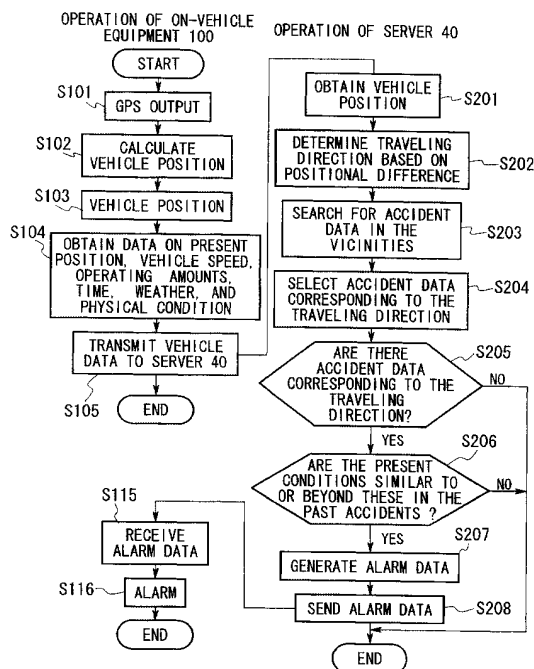 OPERATION OF ON-VEHICLE
EQUIPMENT 100
START
S101
GPS OUTPUT
S102
CALCULATE
VEHICLE POSITION
S103
VEHICLE POSITION
S104
OBTAIN DATA ON PRESENT
POSITION, VEHICLE SPEED,
OPERATING AMOUNTS,
TIME, WEATHER, AND
PHYSICAL CONDITION
TRANSMIT VEHICLE
DATA TO SERVER 40
S105
END
OPERATION OF SERVER 40
OBTAIN VEHICLE
POSITION
S201
DETERMINE TRAVELING
DIRECTION BASED ON
POSITIONAL DIFFERENCE
S202
SEARCH FOR ACCIDENT
DATA IN THE
VICINITIES
S203
SELECT ACCIDENT DATA
CORRESPONDING TO THE
TRAVELING DIRECTION
S204
ARE THERE
ACCIDENT DATA
CORRESPONDING TO THE
TRAVELING
DIRECTION?
S205
NO
YES
ARE THE PRESENT
CONDITIONS SIMILAR TO
OR BEYOND THESE IN THE
PAST ACCIDENTS ?
S206
NO
YES
GENERATE ALARM DATA
S207
SEND ALARM DATA
S208
END
S115
RECEIVE
ALARM DATA
S116
ALARM
END